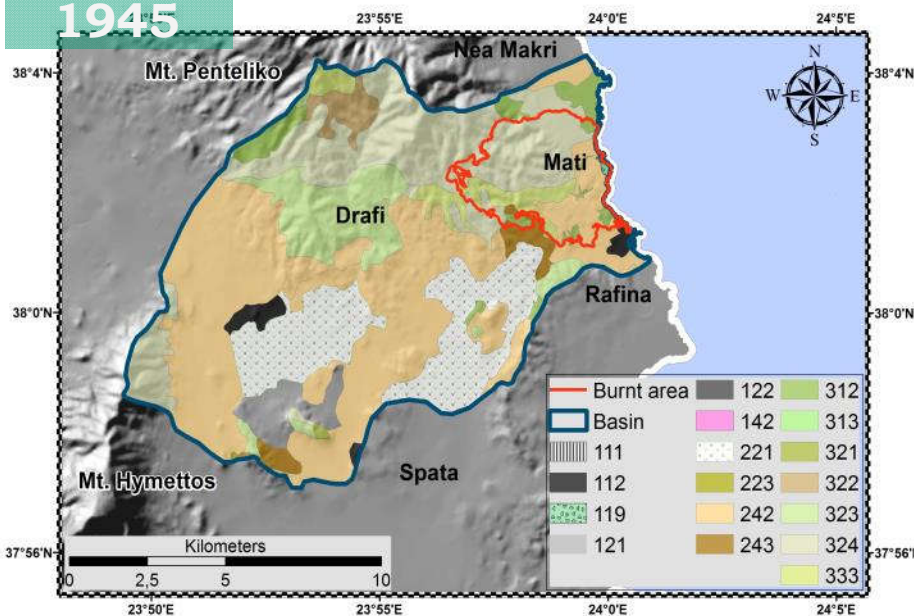 1945
23°55'E
24°0'E
24°5'E
38°4'N
38°4'N
Nea Makri
Mt. Penteliko
N
W
E
S
Mati
Drafi
Rafina
38°0'N
38°0'N
Spata
Mt. Hymettos
Burnt area
Basin
111
112
119
121
122
142
221
223
242
243
312
313
321
322
323
324
333
37°56'N
37°56'N
Kilometers
0 2,5 5 10
23°50'E
23°55'E
24°0'E
24°5'E